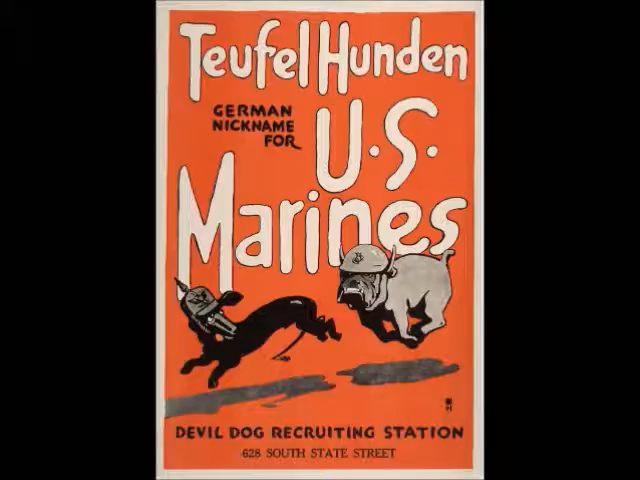 Teufel Hunden
GERMAN
NICKNAME
FOR
U.S.
Marines
DEVIL DOG RECRUITING STATION
628 SOUTH STATE STREET